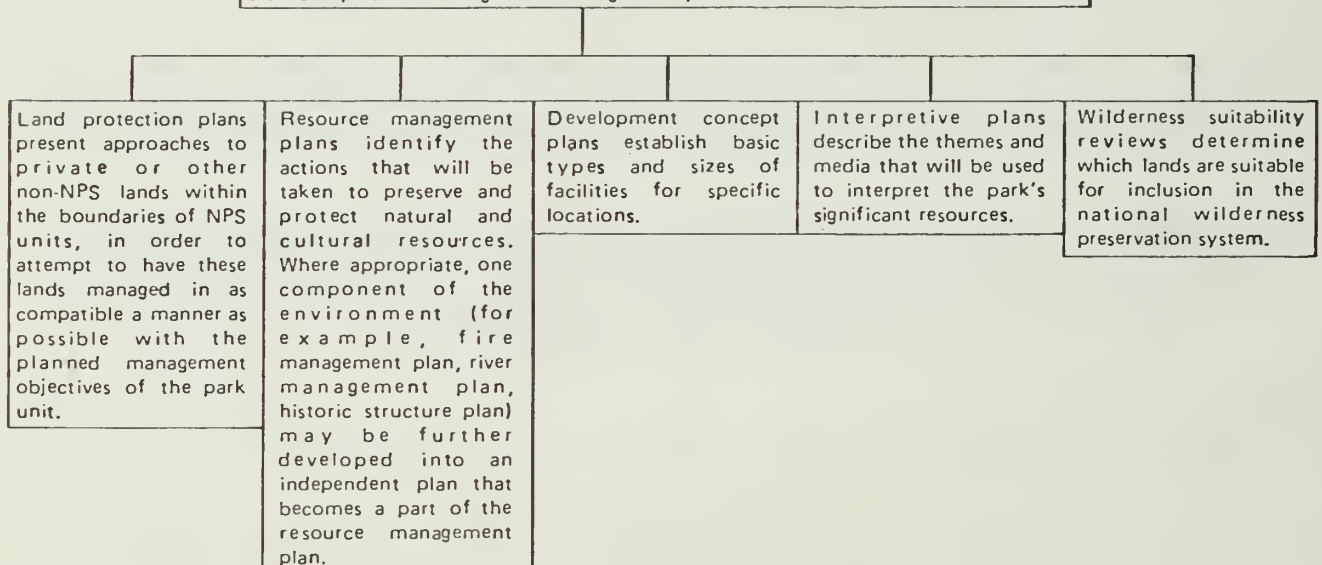 Land protection plans
present approaches to
private or other
non-NPS lands within
the boundaries of NPS
units, in order to
attempt to have these
lands managed in as
compatible a manner as
possible with the
planned management
objectives of the park
unit.
Resource management
plans identify the
actions that will be
taken to preserve and
protect natural and
cultural resources.
Where appropriate, one
component of the
environment (for
example, fire
management plan, river
management plan,
historic structure plan)
may be further
developed into an
independent plan that
becomes a part of the
resource management
plan.
Development concept
plans establish basic
types and sizes of
facilities for specific
locations.
Interpretive plans
describe the themes and
media that will be used
to interpret the park's
significant resources.
Wilderness suitability
reviews determine
which lands are suitable
for inclusion in the
national wilderness
preservation system.